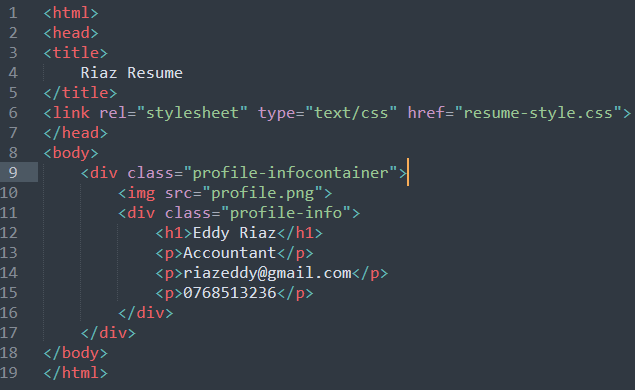 1 <html>
2 <head>
3 <title>
4     Riaz Resume
5 </title>
6 <link rel="stylesheet" type="text/css" href="resume-style.css">
7 </head>
8 <body>
9     <div class="profile-infocontainer">
10         <img src="profile.png">
11         <div class="profile-info">
12             <h1>Eddy Riaz</h1>
13             <p>Accountant</p>
14             <p>riazeddy@gmail.com</p>
15             <p>0768513236</p>
16         </div>
17     </div>
18 </body>
19 </html>